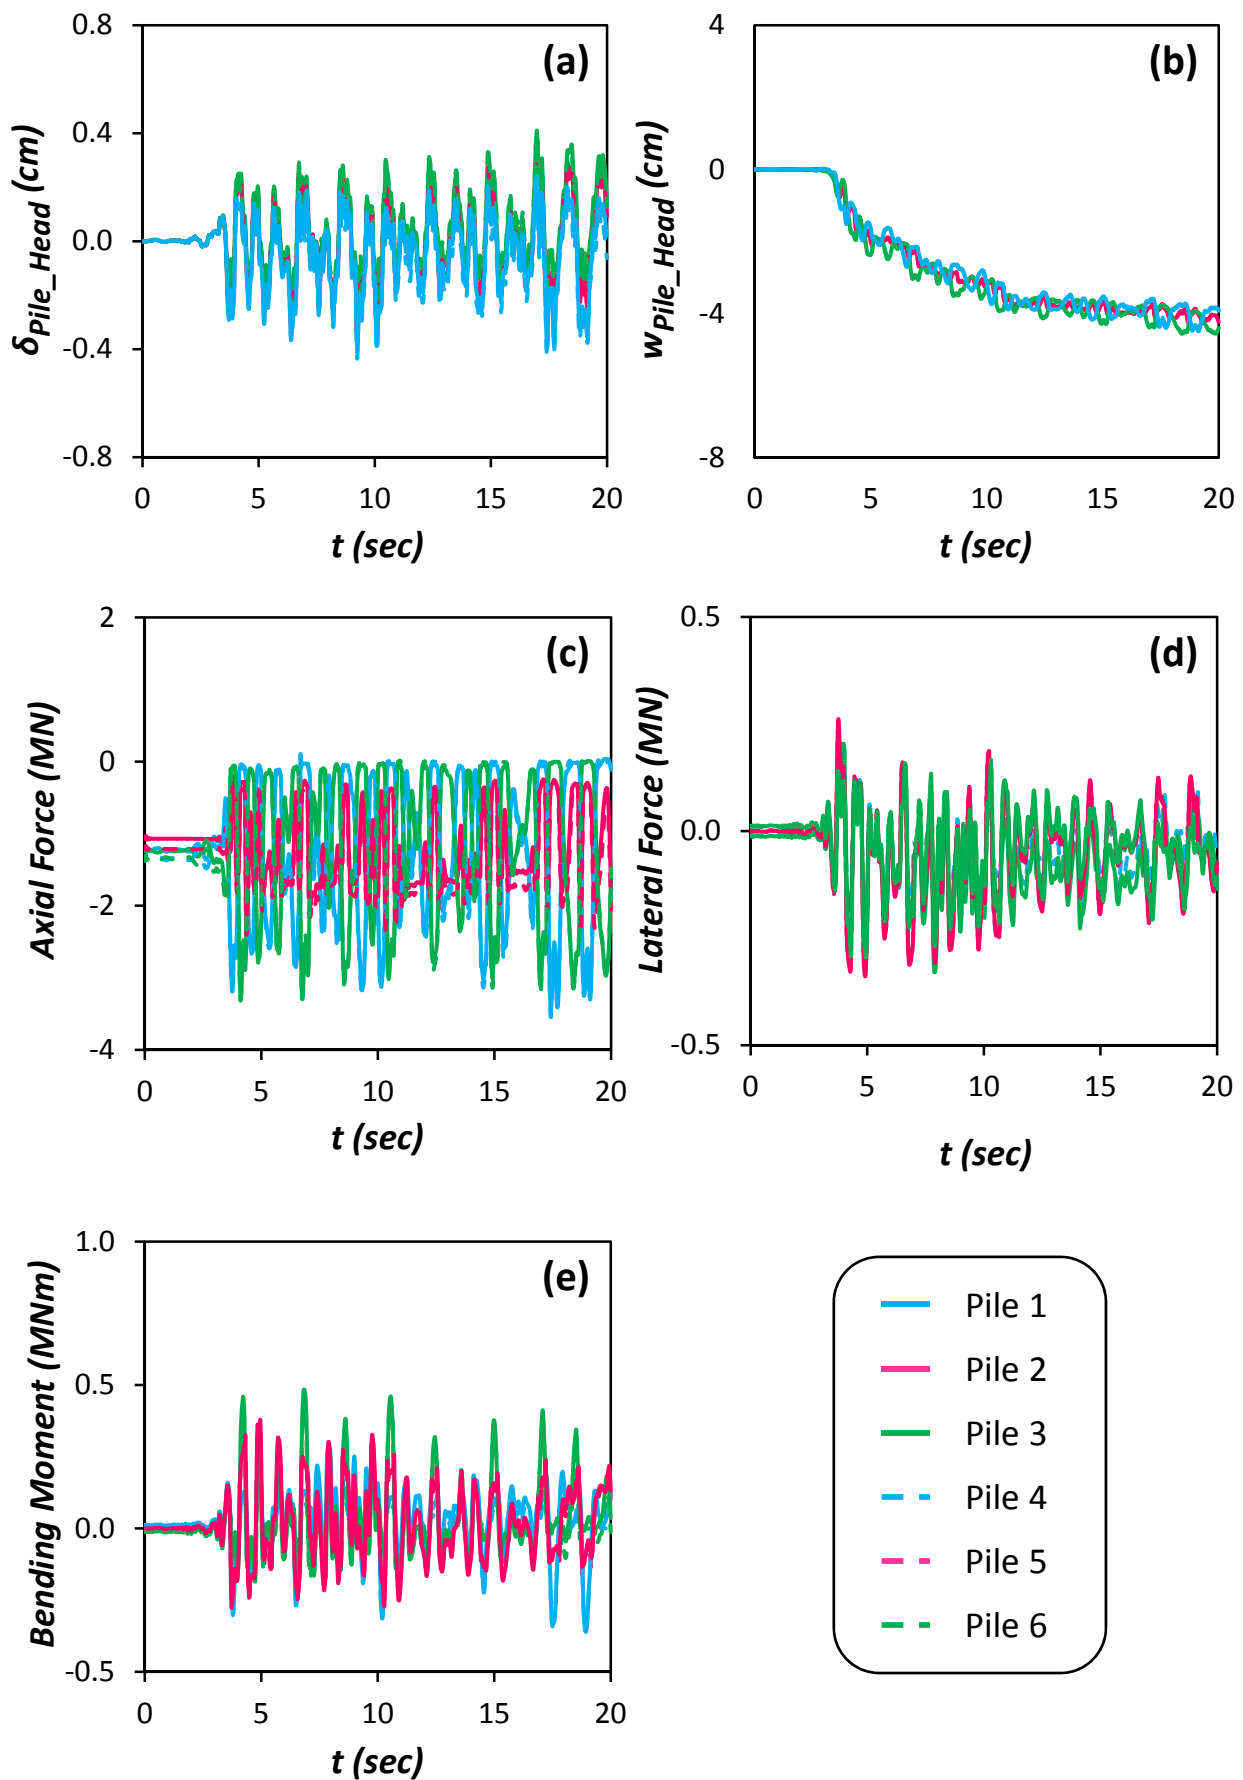 (a)
δPile_Head (cm)
0.8
0.4
0.0
-0.4
-0.8
0 5 10 15 20
t (sec)
(b)
wPile_Head (cm)
4
0
-4
-8
0 5 10 15 20
t (sec)
(c)
Axial Force (MN)
2
0
-2
-4
0 5 10 15 20
t (sec)
(d)
Lateral Force (MN)
0.5
0.0
-0.5
0 5 10 15 20
t (sec)
(e)
Bending Moment (MNm)
1.0
0.5
0.0
-0.5
0 5 10 15 20
t (sec)
Pile 1
Pile 2
Pile 3
Pile 4
Pile 5
Pile 6